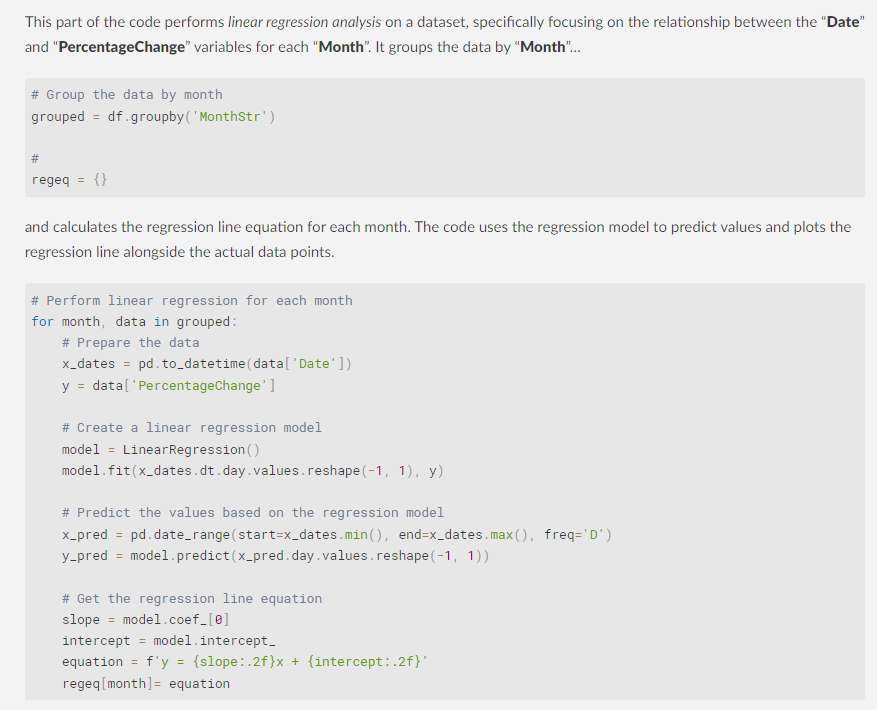 This part of the code performs linear regression analysis on a dataset, specifically focusing on the relationship between the “Date”
and “PercentageChange” variables for each “Month”. It groups the data by “Month”...
# Group the data by month
grouped = df.groupby('MonthStr')
#
regeq = {}
and calculates the regression line equation for each month. The code uses the regression model to predict values and plots the
regression line alongside the actual data points.
# Perform linear regression for each month
for month, data in grouped:
    # Prepare the data
    x_dates = pd.to_datetime(data['Date'])
    y = data['PercentageChange']
    # Create a linear regression model
    model = LinearRegression()
    model.fit(x_dates.dt.day.values.reshape(-1, 1), y)
    # Predict the values based on the regression model
    x_pred = pd.date_range(start=x_dates.min(), end=x_dates.max(), freq='D')
    y_pred = model.predict(x_pred.day.values.reshape(-1, 1))
    # Get the regression line equation
    slope = model.coef_[0]
    intercept = model.intercept_
    equation = f'y = {slope:.2f}x + {intercept:.2f}'
    regeq[month]= equation